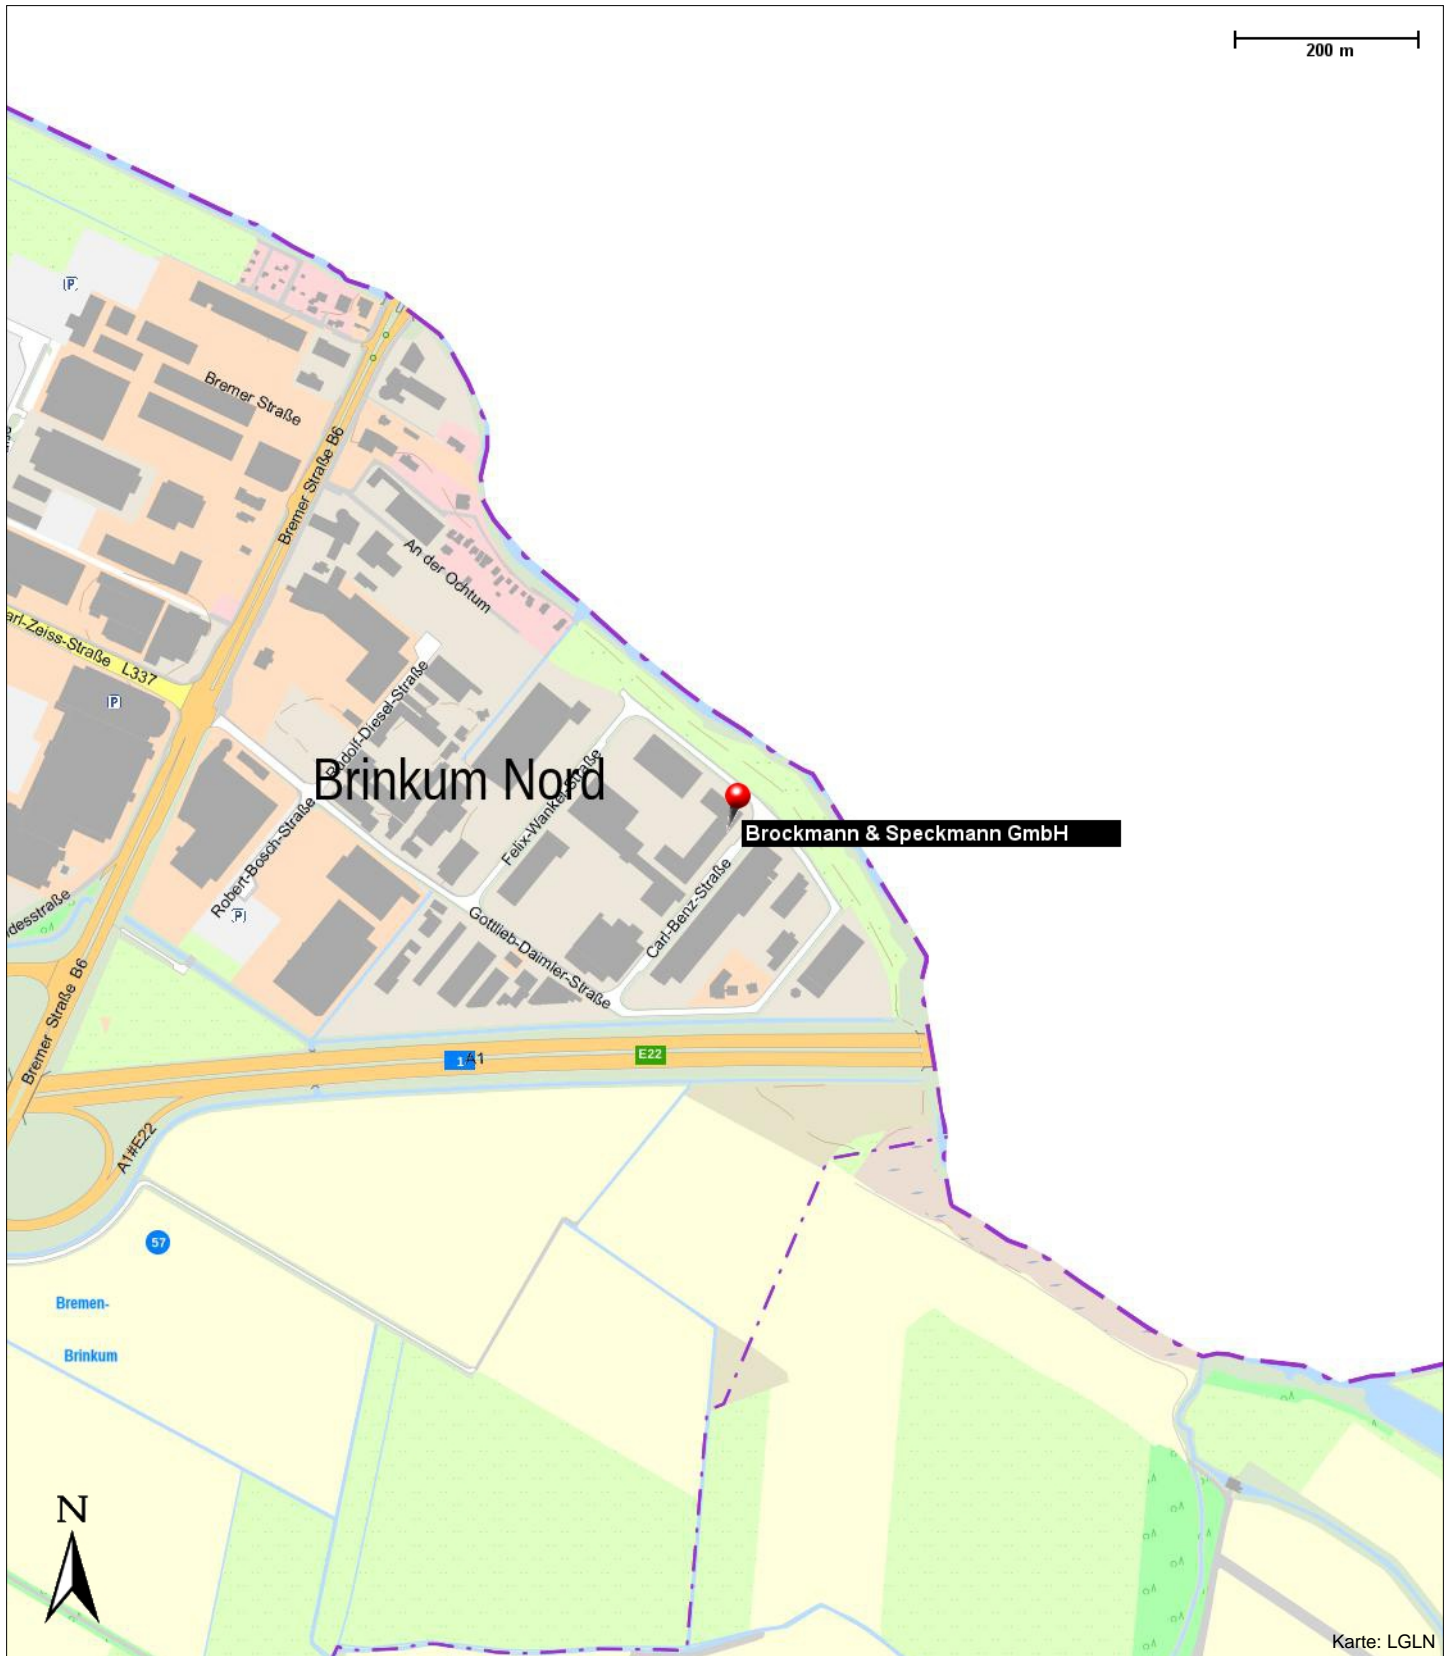 200 m
P
Bremer Straße
Bremer Straße B6
An der Ochtum
arl-Zeiss-Straße L337
P
Rudolf-Diesel-Straße
Brinkum Nord
Felix-Wankel-Straße
Robert-Bosch-Straße
Brockmann & Speckmann GmbH
Carl-Benz-Straße
Gottlieb-Daimler-Straße
P
desstraße
Bremer Straße B6
1
A1
E22
A1#E22
57
Bremen-
Brinkum
N
Karte: LGLN